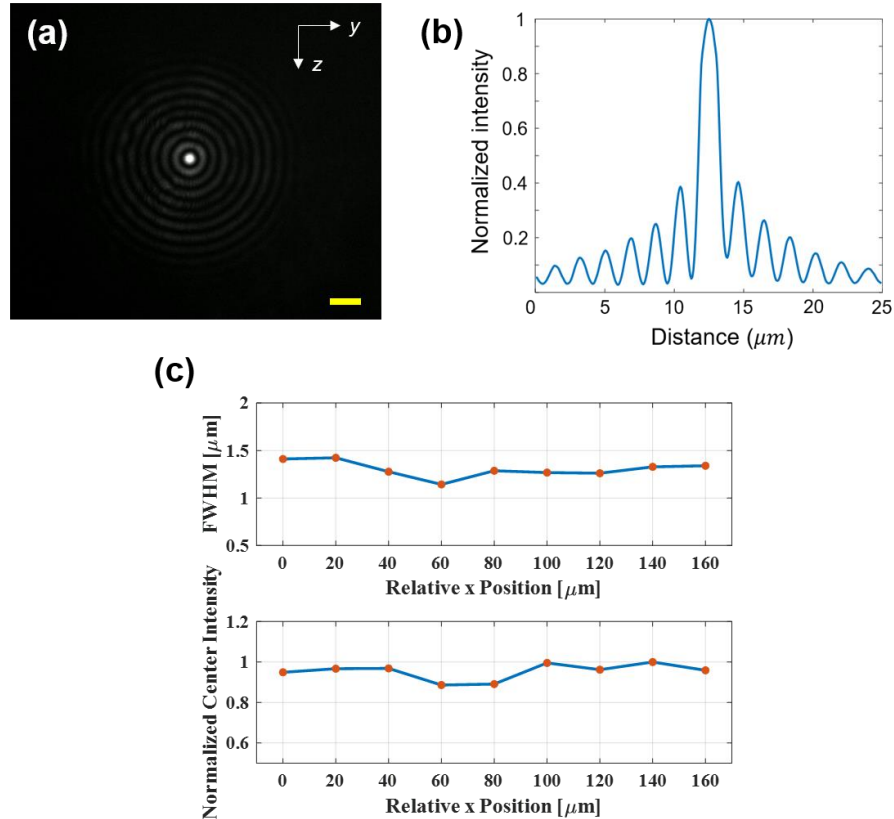 (a)
y
z
(b)
Normalized intensity
1
0.8
0.6
0.4
0.2
0 5 10 15 20 25
Distance (μm)
(c)
FWHM [μm]
2
1.5
1
0.5
0 20 40 60 80 100 120 140 160
Relative x Position [μm]
Normalized Center Intensity
1.2
1
0.8
0.6
0 20 40 60 80 100 120 140 160
Relative x Position [μm]